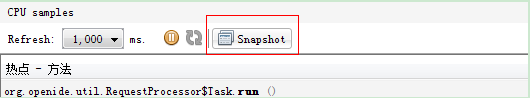 CPU samples
Refresh: 1,000 ms. Snapshot
热点 - 方法
org.openide.util.RequestProcessor$Task.run ()